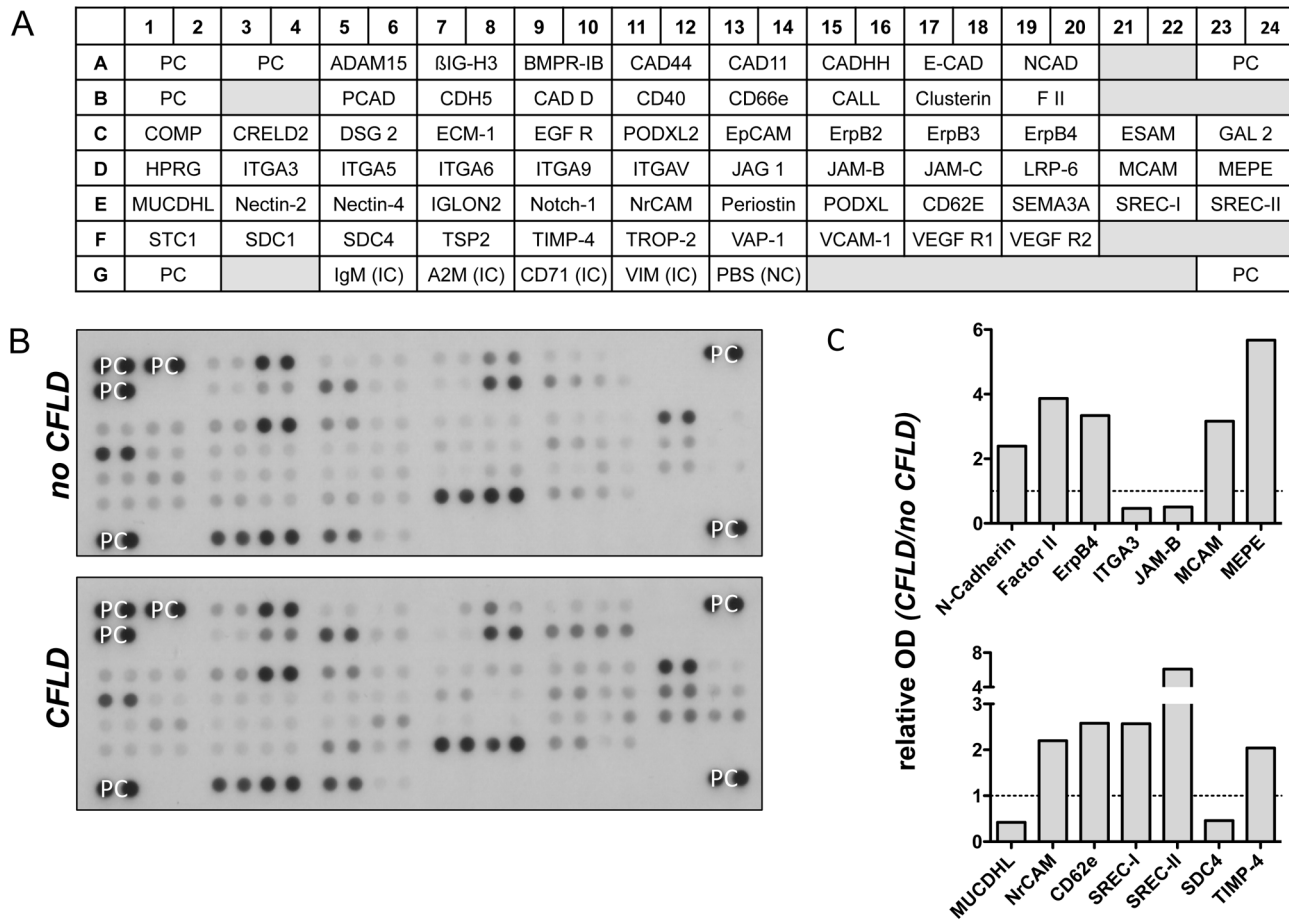 A
1 2 3 4 5 6 7 8 9 10 11 12 13 14 15 16 17 18 19 20 21 22 23 24
A PC PC ADAM15 ßIG-H3 BMPR-IB CAD44 CAD11 CADHH E-CAD NCAD PC
B PC PCAD CDH5 CAD D CD40 CD66e CALL Clusterin F II
C COMP CRELD2 DSG 2 ECM-1 EGF R PODXL2 EpCAM ErpB2 ErpB3 ErpB4 ESAM GAL 2
D HPRG ITGA3 ITGA5 ITGA6 ITGA9 ITGAV JAG 1 JAM-B JAM-C LRP-6 MCAM MEPE
E MUCDHL Nectin-2 Nectin-4 IGLON2 Notch-1 NrCAM Periostin PODXL CD62E SEMA3A SREC-I SREC-II
F STC1 SDC1 SDC4 TSP2 TIMP-4 TROP-2 VAP-1 VCAM-1 VEGF R1 VEGF R2
G PC IgM (IC) A2M (IC) CD71 (IC) VIM (IC) PBS (NC) PC
B
no CFLD
PC PC PC
PC
PC PC
CFLD
PC PC PC
PC
PC PC
C
relative OD (CFLD/no CFLD)
6
4
2
0
N-Cadherin Factor II ErpB4 ITGA3 JAM-B MCAM MEPE
8
4
3
2
1
0
MUCDHL NrCAM CD62e SREC-I SREC-II SDC4 TIMP-4